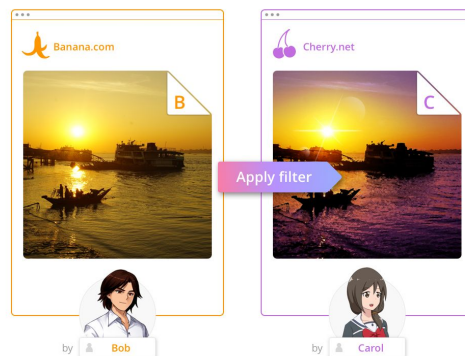 Banana.com
B
by Bob
Cherry.net
C
by Carol
Apply filter